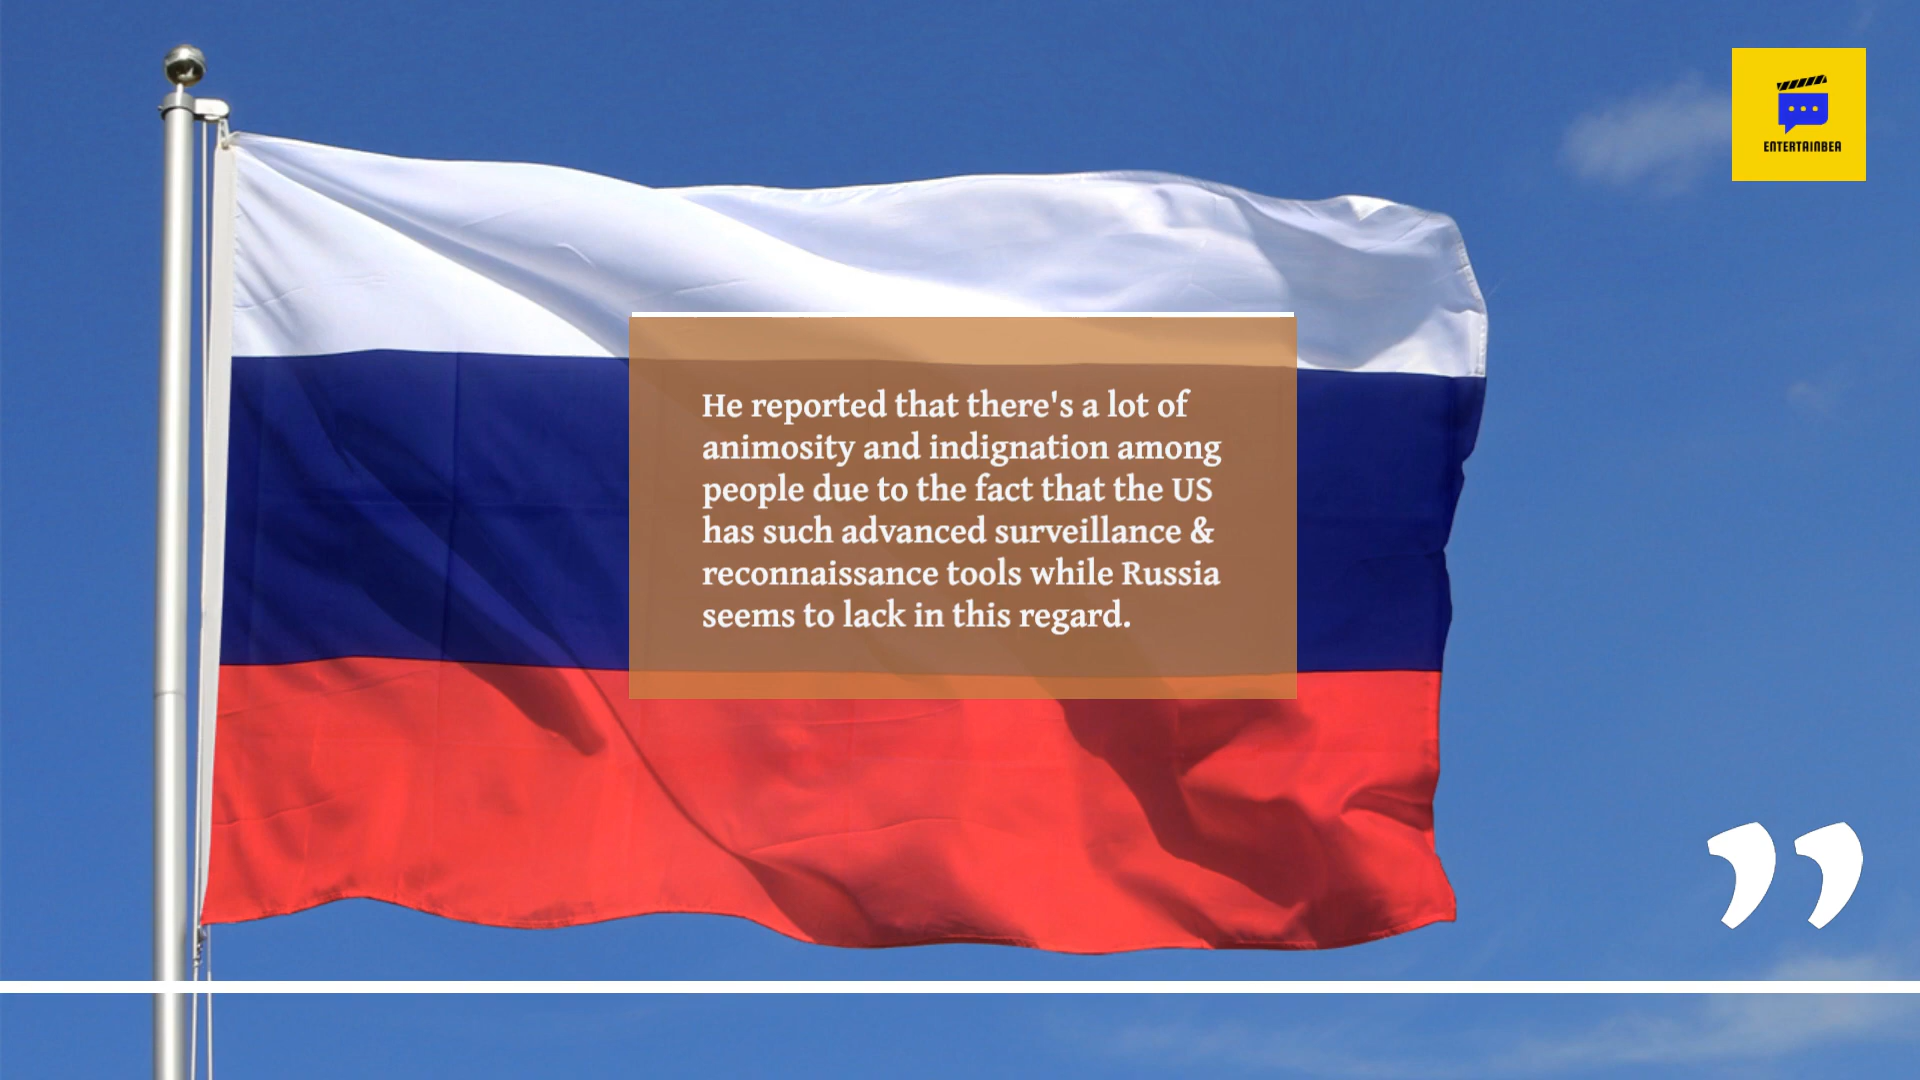 ENTERTAINBEA
He reported that there's a lot of
animosity and indignation among
people due to the fact that the US
has such advanced surveillance &
reconnaissance tools while Russia
seems to lack in this regard.
”